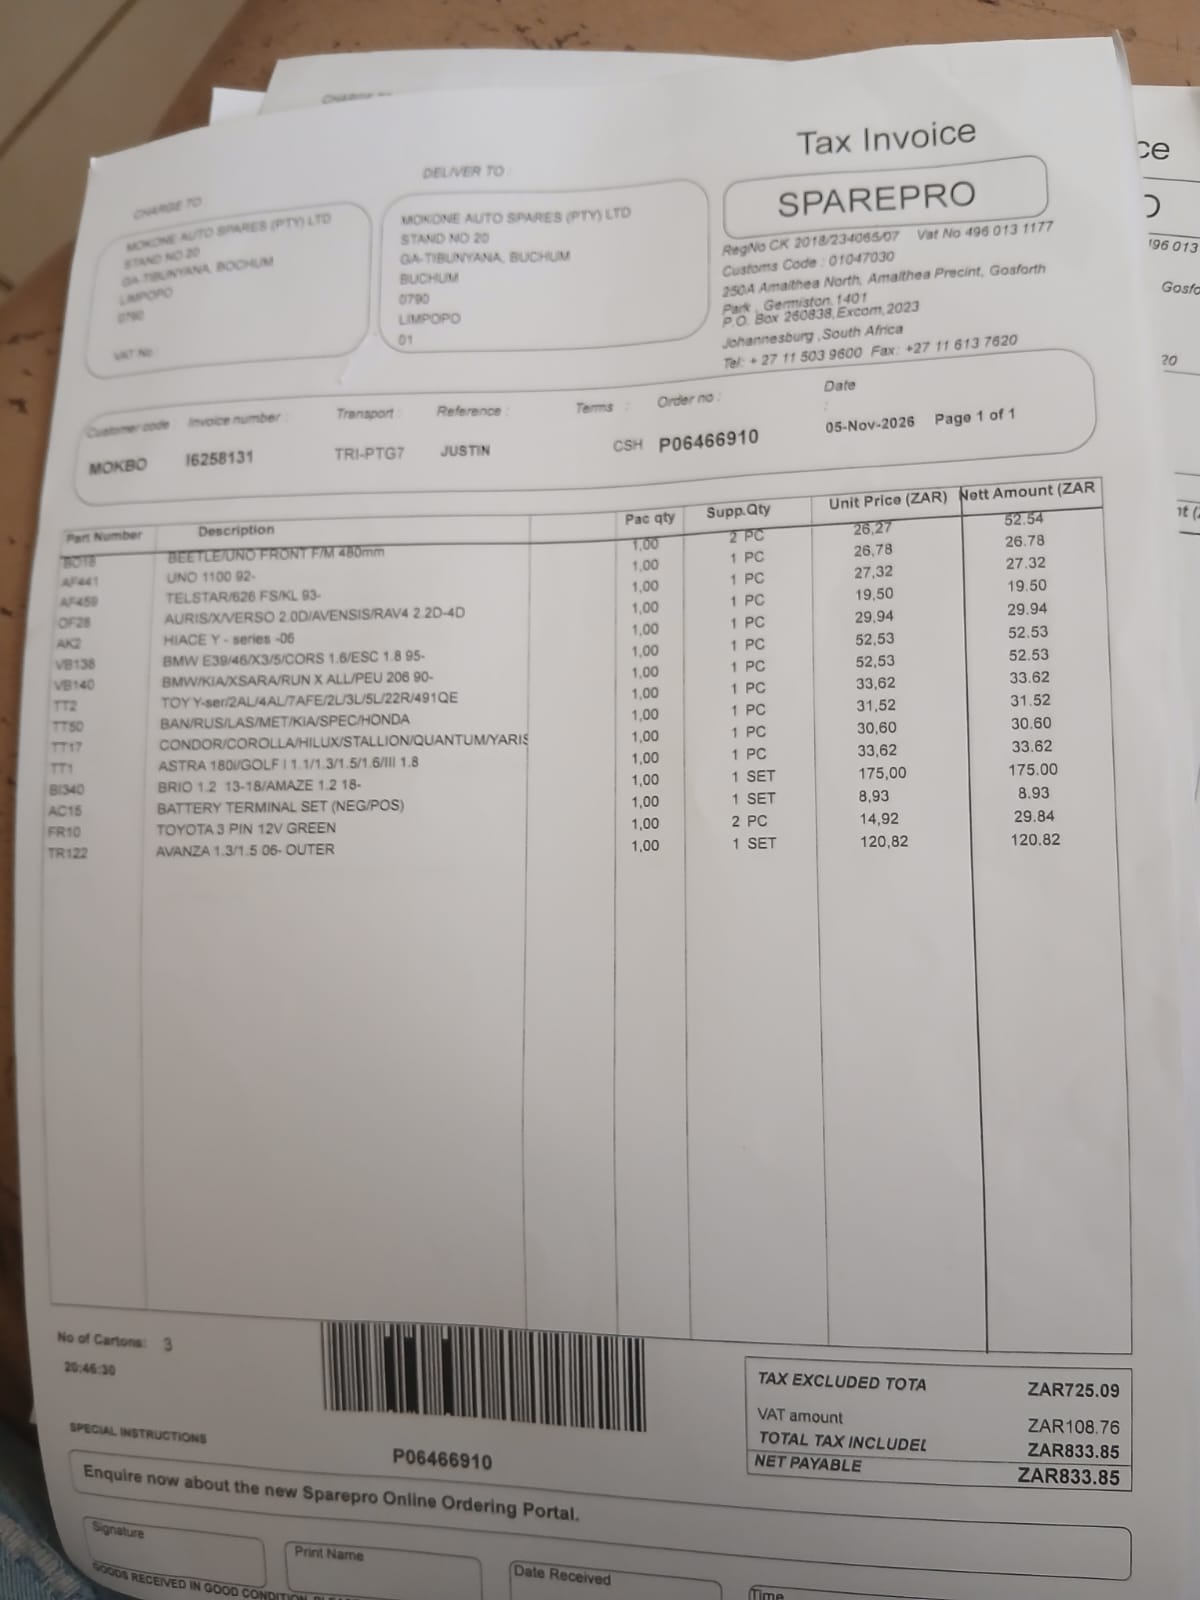 Tax Invoice
CHARGE TO
MOKONE AUTO SPARES (PTY) LTD
STAND NO 20
GA-TIBUNYANA, BOCHUM
LIMPOPO
0790
VAT No :
DELIVER TO :
MOKONE AUTO SPARES (PTY) LTD
STAND NO 20
GA-TIBUNYANA, BUCHUM
BUCHUM
0790
LIMPOPO
01
SPAREPRO
RegNo CK 2018/234065/07 Vat No 496 013 1177
Customs Code : 01047030
250A Amalthea North, Amalthea Precint, Gosforth
Park , Germiston, 1401
P.O. Box 260838,Excom,2023
Johannesburg ,South Africa
Tel: + 27 11 503 9600 Fax: +27 11 613 7620
Customer code Invoice number : Transport : Reference : Terms : Order no : Date :
MOKBO I6258131 TRI-PTG7 JUSTIN CSH P06466910 05-Nov-2026 Page 1 of 1
Part Number Description Pac qty Supp.Qty Unit Price (ZAR) Nett Amount (ZAR
BO18 BEETLE/UNO FRONT F/M 480mm 1,00 2 PC 26,27 52.54
AF441 UNO 1100 92- 1,00 1 PC 26,78 26.78
AF459 TELSTAR/626 FS/KL 93- 1,00 1 PC 27,32 27.32
OF28 AURIS/X/VERSO 2.0D/AVENSIS/RAV4 2.2D-4D 1,00 1 PC 19,50 19.50
AK2 HIACE Y - series -06 1,00 1 PC 29,94 29.94
VB138 BMW E39/46/X3/5/CORS 1.6/ESC 1.8 95- 1,00 1 PC 52,53 52.53
VB140 BMW/KIA/XSARA/RUN X ALL/PEU 206 90- 1,00 1 PC 52,53 52.53
TT2 TOY Y-ser/2AL/4AL/7AFE/2L/3L/5L/22R/491QE 1,00 1 PC 33,62 33.62
TT50 BAN/RUS/LAS/MET/KIA/SPEC/HONDA 1,00 1 PC 31,52 31.52
TT17 CONDOR/COROLLA/HILUX/STALLION/QUANTUM/YARIS 1,00 1 PC 30,60 30.60
TT1 ASTRA 180I/GOLF I 1.1/1.3/1.5/1.6/III 1.8 1,00 1 PC 33,62 33.62
BI340 BRIO 1.2 13-18/AMAZE 1.2 18- 1,00 1 SET 175,00 175.00
AC15 BATTERY TERMINAL SET (NEG/POS) 1,00 1 SET 8,93 8.93
FR10 TOYOTA 3 PIN 12V GREEN 1,00 2 PC 14,92 29.84
TR122 AVANZA 1.3/1.5 06- OUTER 1,00 1 SET 120,82 120.82
No of Cartons: 3
20:46:30
TAX EXCLUDED TOTA ZAR725.09
VAT amount ZAR108.76
TOTAL TAX INCLUDEL ZAR833.85
NET PAYABLE ZAR833.85
SPECIAL INSTRUCTIONS
P06466910
Enquire now about the new Sparepro Online Ordering Portal.
Signature
Print Name
Date Received
Time
GOODS RECEIVED IN GOOD CONDITION